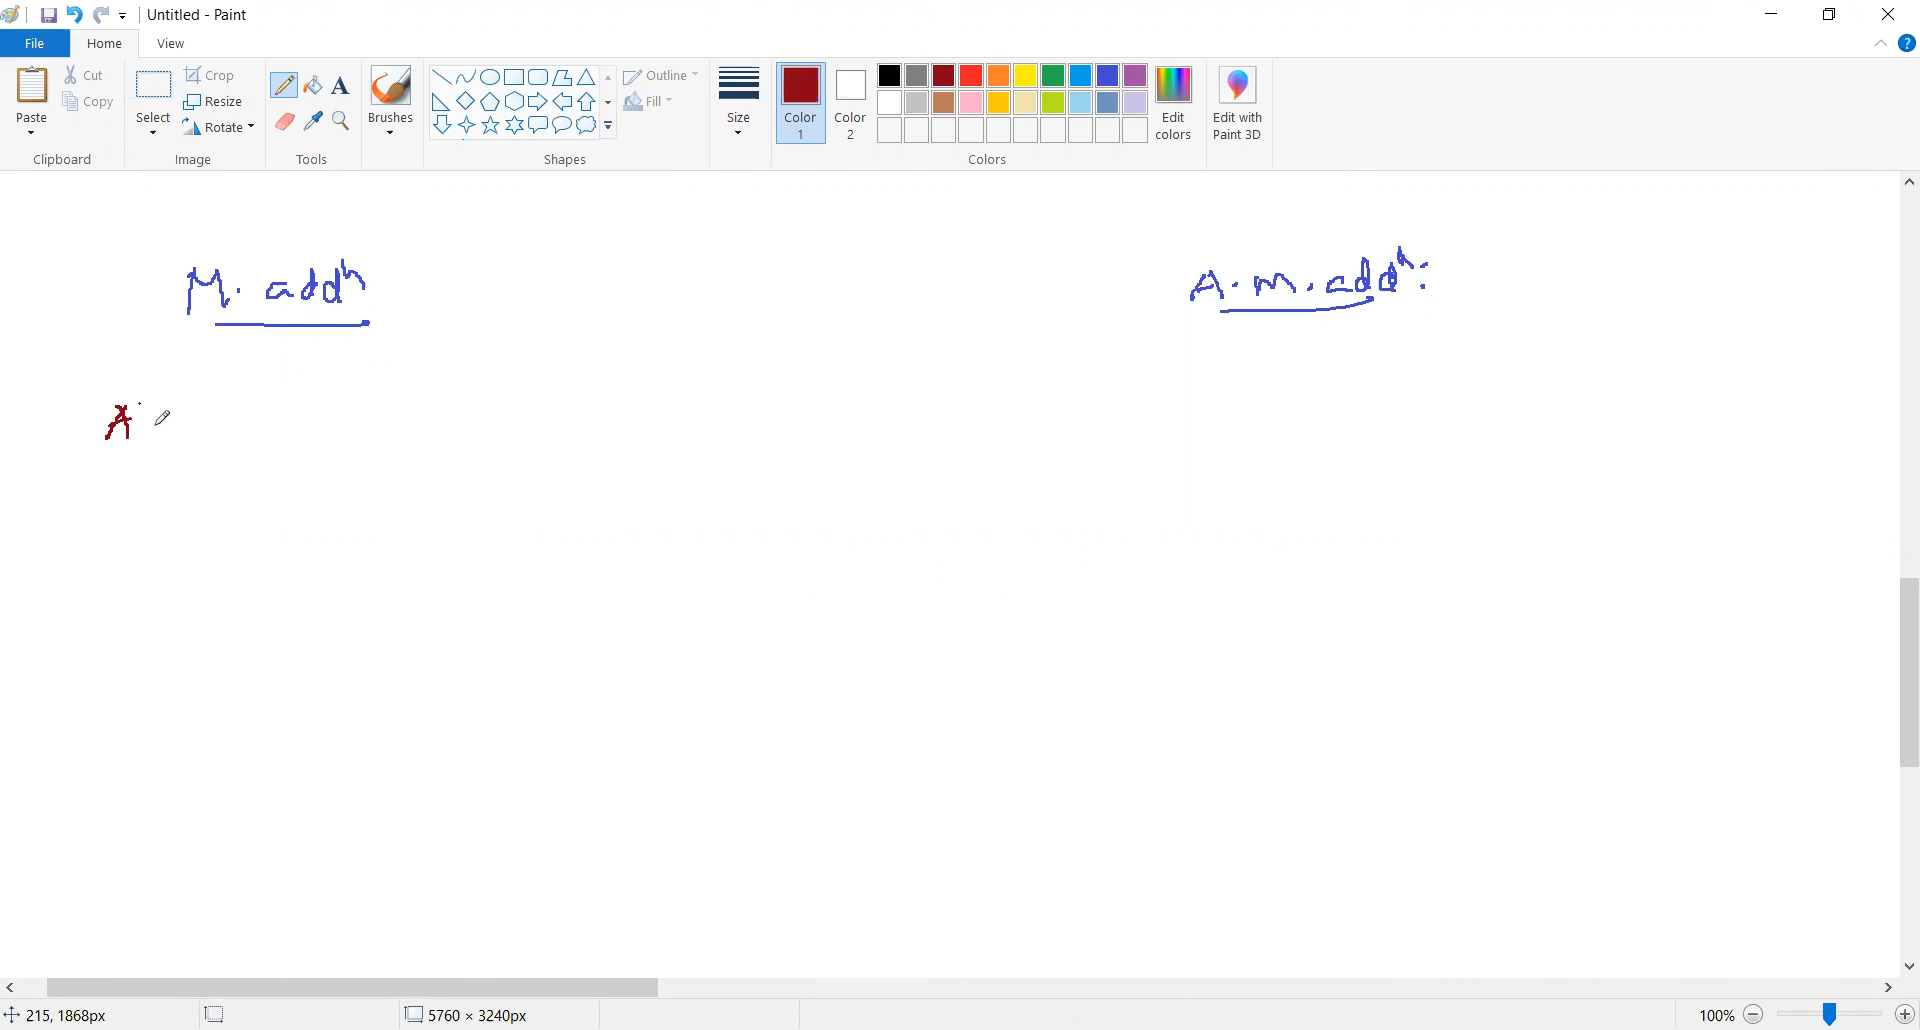 Untitled - Paint
File Home View
Paste Cut Copy Clipboard
Select Crop Resize Rotate Image
Tools
Brushes
Shapes Outline Fill
Size
Color 1 Color 2 Edit colors Colors
Edit with Paint 3D
M. addⁿ
A.M.addⁿ:
A
215, 1868px
5760 × 3240px
100%